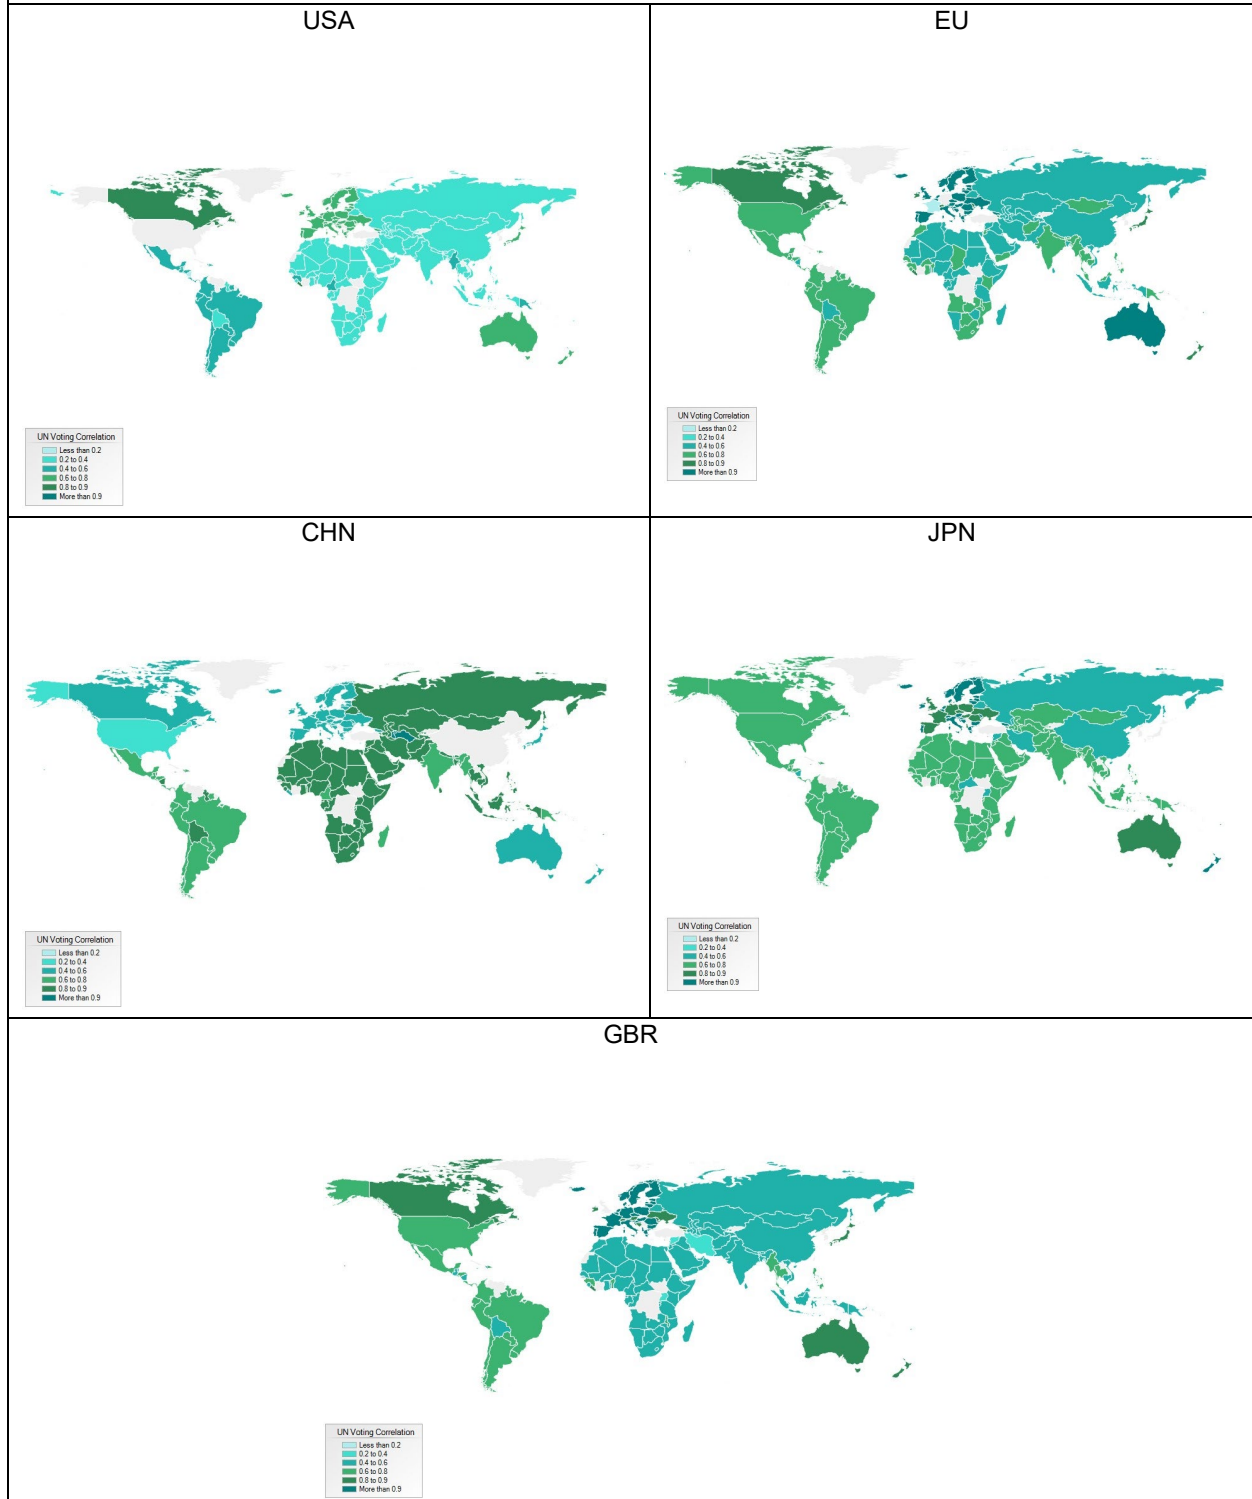 USA
EU
UN Voting Correlation
Less than 0.2
0.2 to 0.4
0.4 to 0.6
0.6 to 0.8
0.8 to 0.9
More than 0.9
UN Voting Correlation
Less than 0.2
0.2 to 0.4
0.4 to 0.6
0.6 to 0.8
0.8 to 0.9
More than 0.9
CHN
JPN
UN Voting Correlation
Less than 0.2
0.2 to 0.4
0.4 to 0.6
0.6 to 0.8
0.8 to 0.9
More than 0.9
UN Voting Correlation
Less than 0.2
0.2 to 0.4
0.4 to 0.6
0.6 to 0.8
0.8 to 0.9
More than 0.9
GBR
UN Voting Correlation
Less than 0.2
0.2 to 0.4
0.4 to 0.6
0.6 to 0.8
0.8 to 0.9
More than 0.9